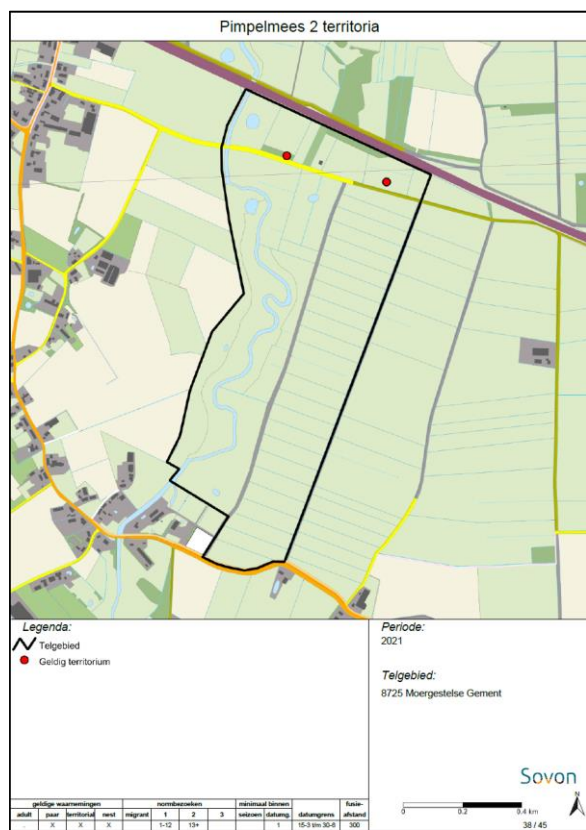 Pimpelmees 2 territoria
Legenda:
Telgebied
Geldig territorium
Periode:
2021
Telgebied:
8725 Moergestelse Gement
Sovon
0 0.2 0.4 km
N
38 / 45
geldige waarnemingen normbezoeken minimaal binnen fusie-
adult paar territoriaal nest migrant 1 2 3 seizoen datumg. datumgrens afstand
. X X X 1-12 13+ 1 15-3 t/m 30-6 300